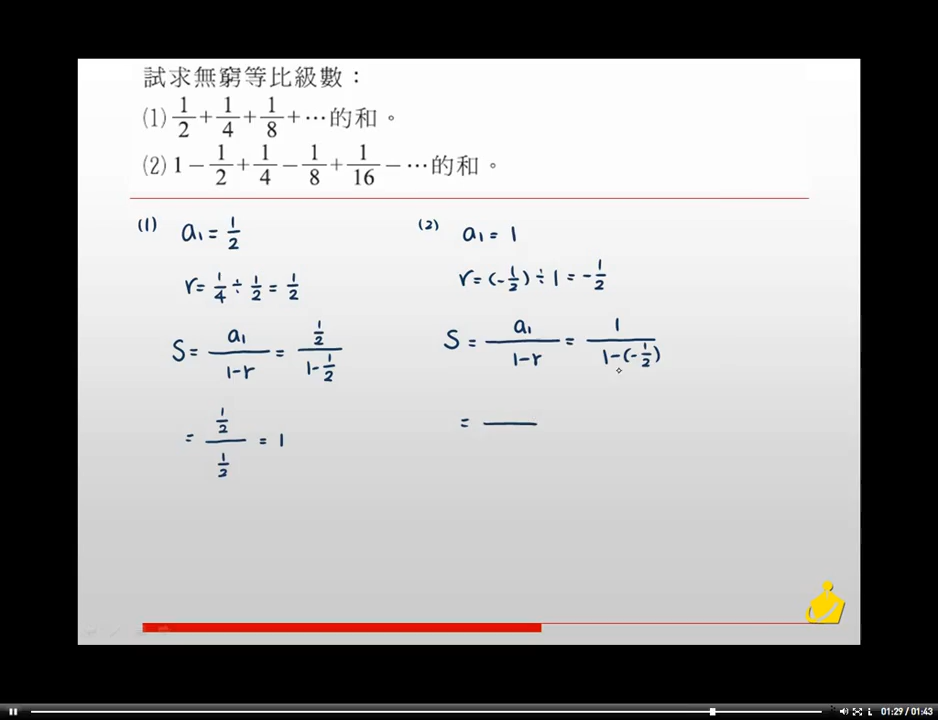 試求無窮等比級數：
(1) 1/2 + 1/4 + 1/8 + ⋯的和。
(2) 1 − 1/2 + 1/4 − 1/8 + 1/16 − ⋯的和。
(1) a₁ = 1/2
r = 1/4 ÷ 1/2 = 1/2
S = a₁/(1-r) = (1/2)/(1-1/2)
= (1/2)/(1/2) = 1
(2) a₁ = 1
r = (-1/2) ÷ 1 = -1/2
S = a₁/(1-r) = 1/(1-(-1/2))
=
01:29 / 01:43